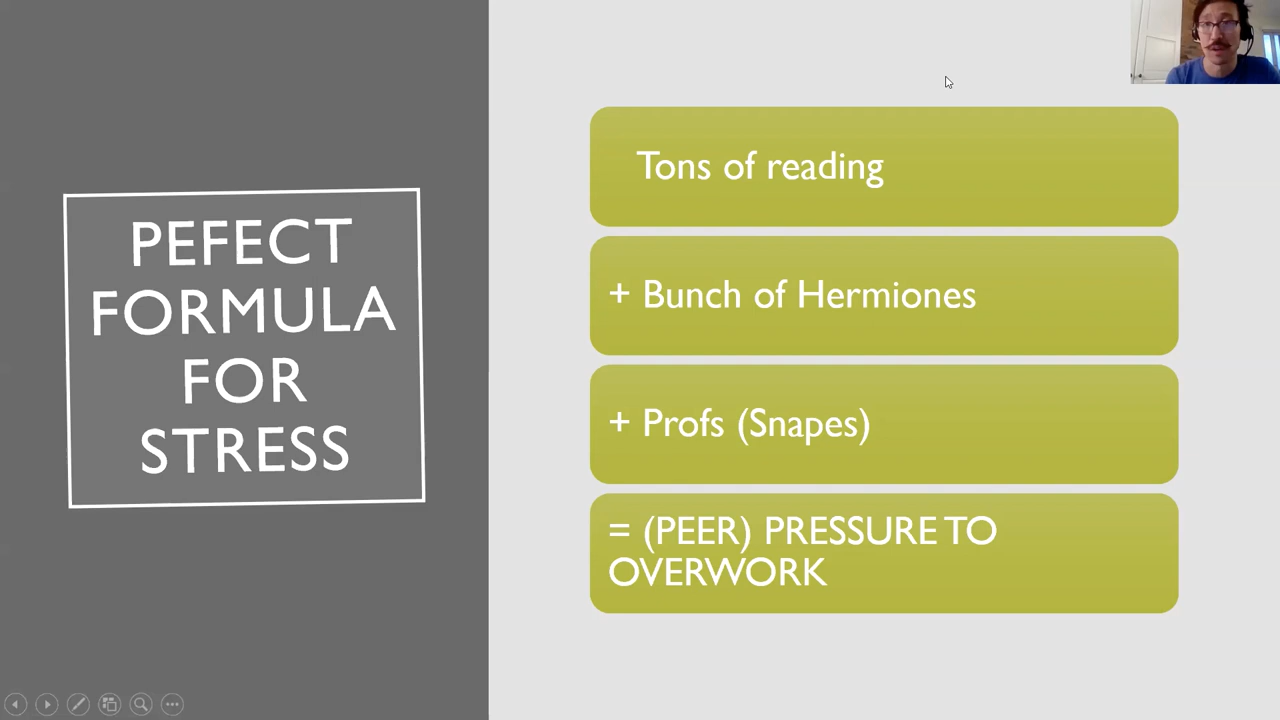 PEFECT
FORMULA
FOR
STRESS
Tons of reading
+ Bunch of Hermiones
+ Profs (Snapes)
= (PEER) PRESSURE TO
OVERWORK